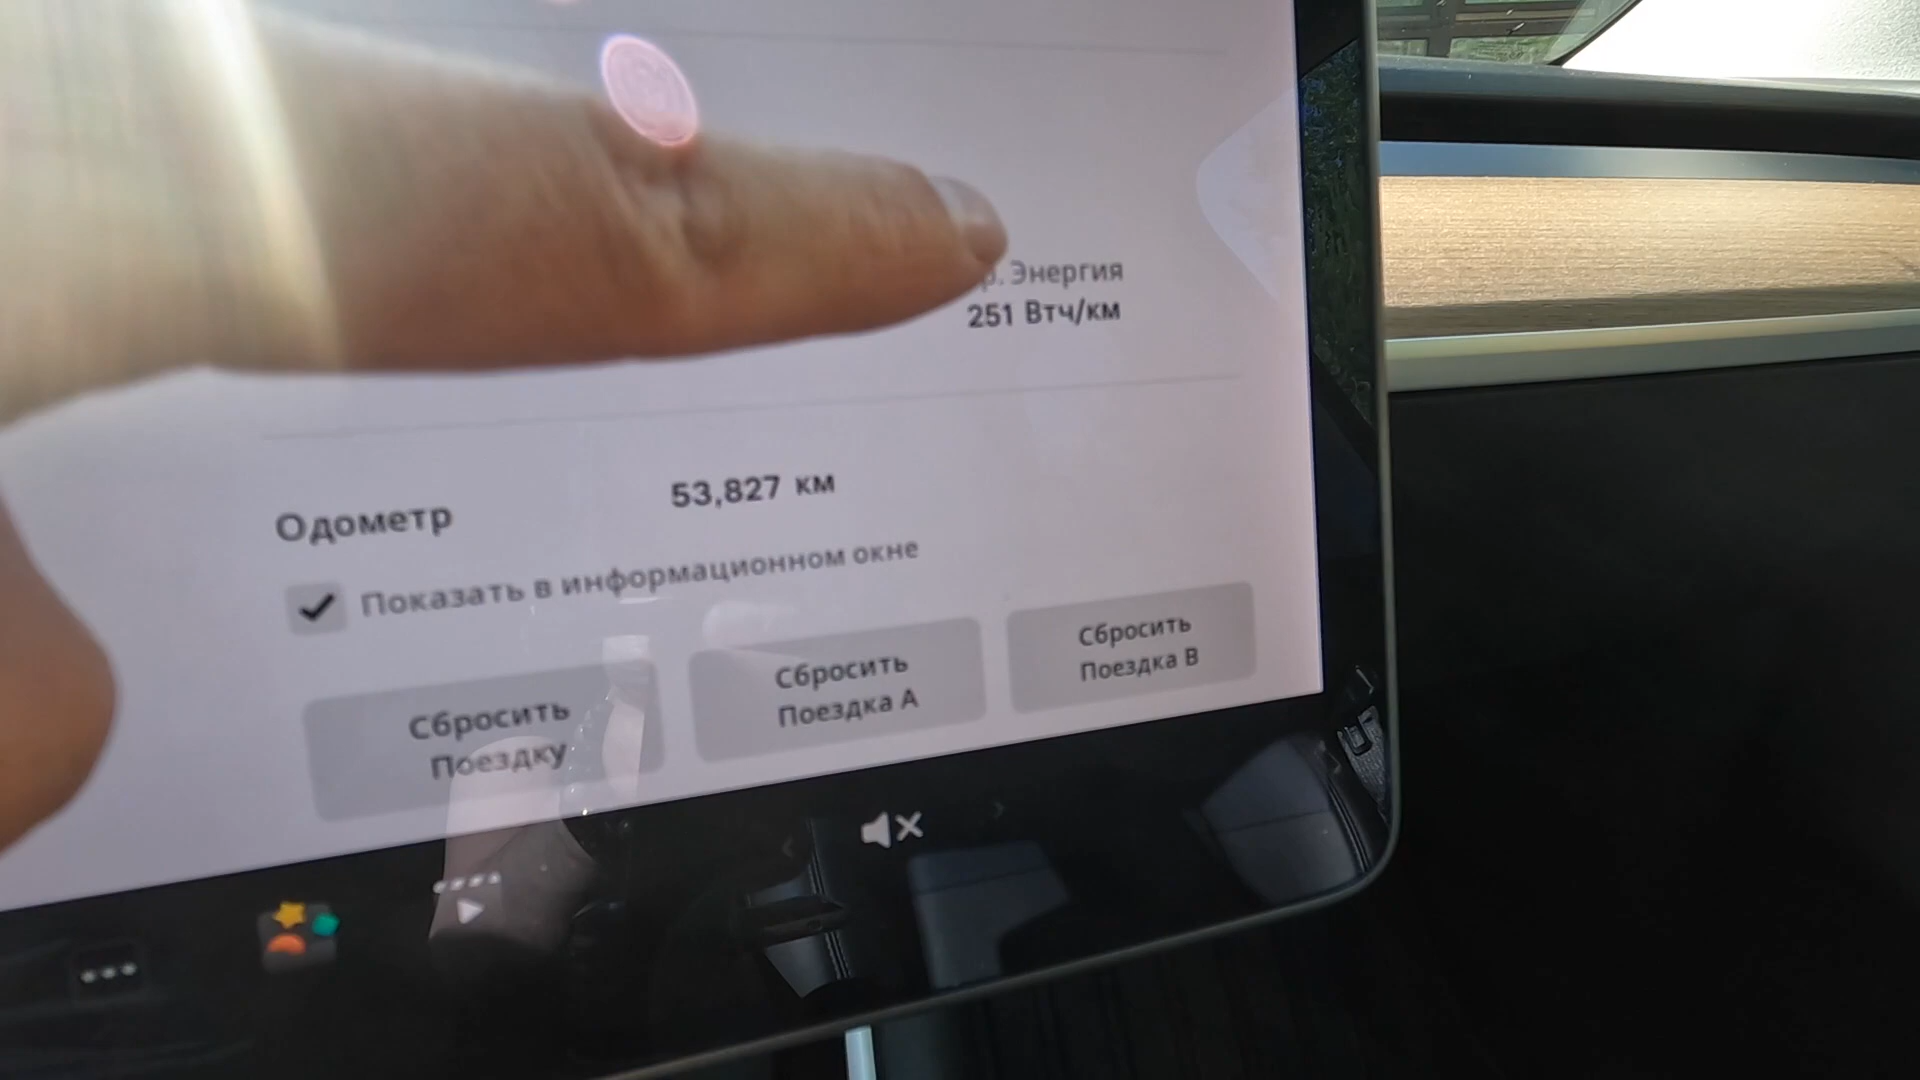 Энергия
251 Втч/км
Одометр 53,827 км
Показать в информационном окне
Сбросить
Поездку
Сбросить
Поездка A
Сбросить
Поездка B